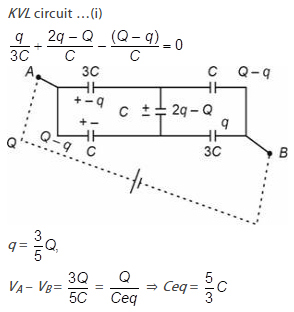 KVL circuit ...(i)
q/3C + (2q – Q)/C – (Q – q)/C = 0
A 3C C Q – q
+ – q
C ± 2q – Q
+ – q
Q Q – q C 3C B
q = 3/5 Q,
V_A – V_B = 3Q/5C = Q/Ceq ⇒ Ceq = 5/3 C